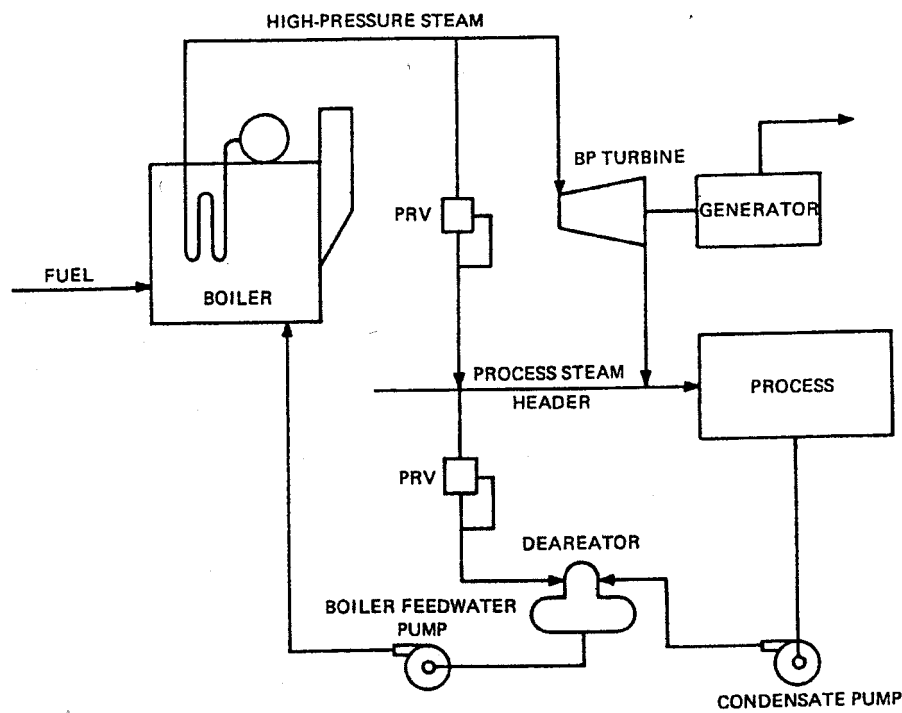 HIGH-PRESSURE STEAM
BP TURBINE
PRV
GENERATOR
FUEL
BOILER
PROCESS STEAM
HEADER
PROCESS
PRV
DEAREATOR
BOILER FEEDWATER
PUMP
CONDENSATE PUMP